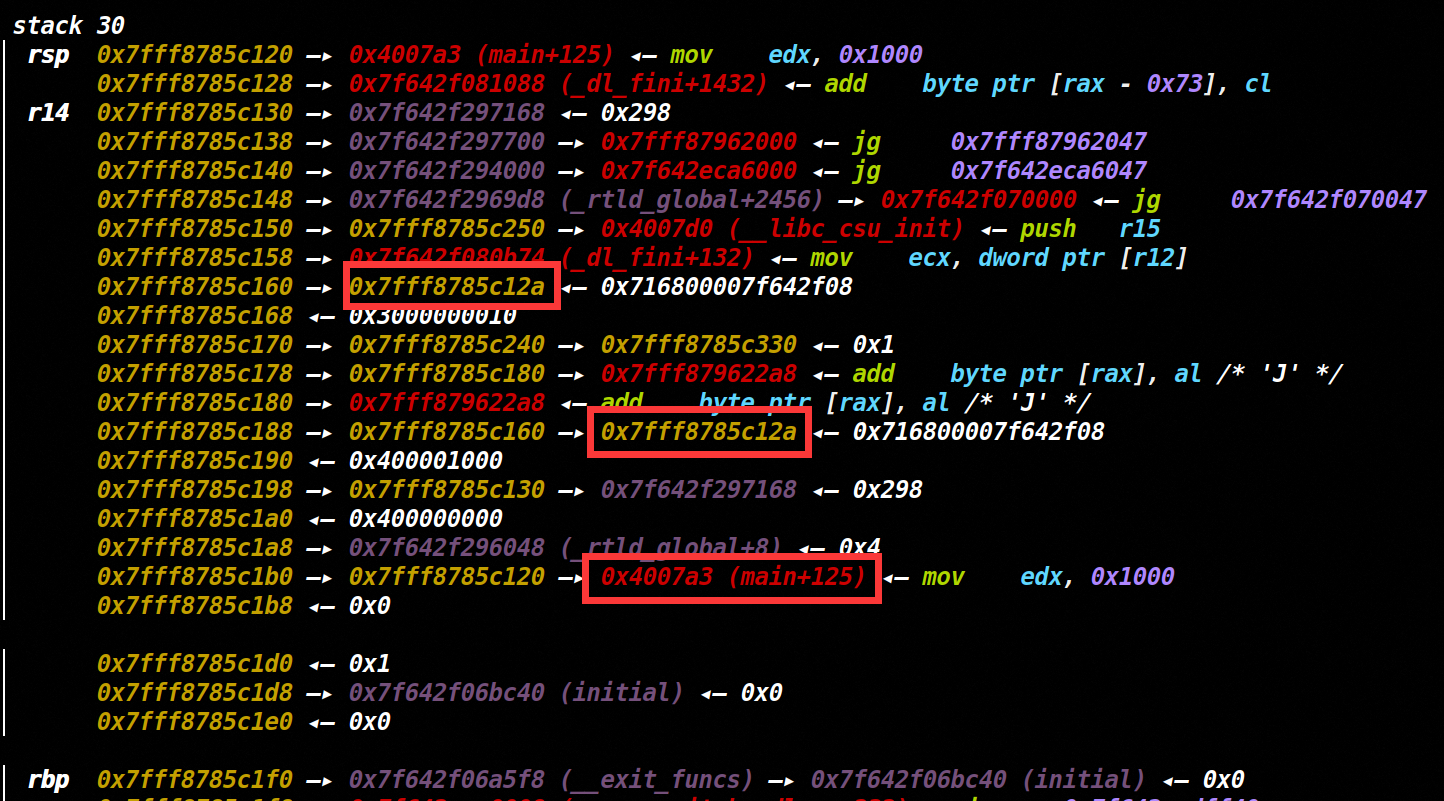 stack 30
rsp 0x7fff8785c120 —▸ 0x4007a3 (main+125) ◂— mov edx, 0x1000
0x7fff8785c128 —▸ 0x7f642f081088 (_dl_fini+1432) ◂— add byte ptr [rax - 0x73], cl
r14 0x7fff8785c130 —▸ 0x7f642f297168 ◂— 0x298
0x7fff8785c138 —▸ 0x7f642f297700 —▸ 0x7fff87962000 ◂— jg 0x7fff87962047
0x7fff8785c140 —▸ 0x7f642f294000 —▸ 0x7f642eca6000 ◂— jg 0x7f642eca6047
0x7fff8785c148 —▸ 0x7f642f2969d8 (_rtld_global+2456) —▸ 0x7f642f070000 ◂— jg 0x7f642f070047
0x7fff8785c150 —▸ 0x7fff8785c250 —▸ 0x4007d0 (__libc_csu_init) ◂— push r15
0x7fff8785c158 —▸ 0x7f642f080b74 (_dl_fini+132) ◂— mov ecx, dword ptr [r12]
0x7fff8785c160 —▸ 0x7fff8785c12a ◂— 0x716800007f642f08
0x7fff8785c168 ◂— 0x3000000010
0x7fff8785c170 —▸ 0x7fff8785c240 —▸ 0x7fff8785c330 ◂— 0x1
0x7fff8785c178 —▸ 0x7fff8785c180 —▸ 0x7fff879622a8 ◂— add byte ptr [rax], al /* 'J' */
0x7fff8785c180 —▸ 0x7fff879622a8 ◂— add byte ptr [rax], al /* 'J' */
0x7fff8785c188 —▸ 0x7fff8785c160 —▸ 0x7fff8785c12a ◂— 0x716800007f642f08
0x7fff8785c190 ◂— 0x400001000
0x7fff8785c198 —▸ 0x7fff8785c130 —▸ 0x7f642f297168 ◂— 0x298
0x7fff8785c1a0 ◂— 0x400000000
0x7fff8785c1a8 —▸ 0x7f642f296048 (_rtld_global+8) ◂— 0x4
0x7fff8785c1b0 —▸ 0x7fff8785c120 —▸ 0x4007a3 (main+125) ◂— mov edx, 0x1000
0x7fff8785c1b8 ◂— 0x0
0x7fff8785c1d0 ◂— 0x1
0x7fff8785c1d8 —▸ 0x7f642f06bc40 (initial) ◂— 0x0
0x7fff8785c1e0 ◂— 0x0
rbp 0x7fff8785c1f0 —▸ 0x7f642f06a5f8 (__exit_funcs) —▸ 0x7f642f06bc40 (initial) ◂— 0x0